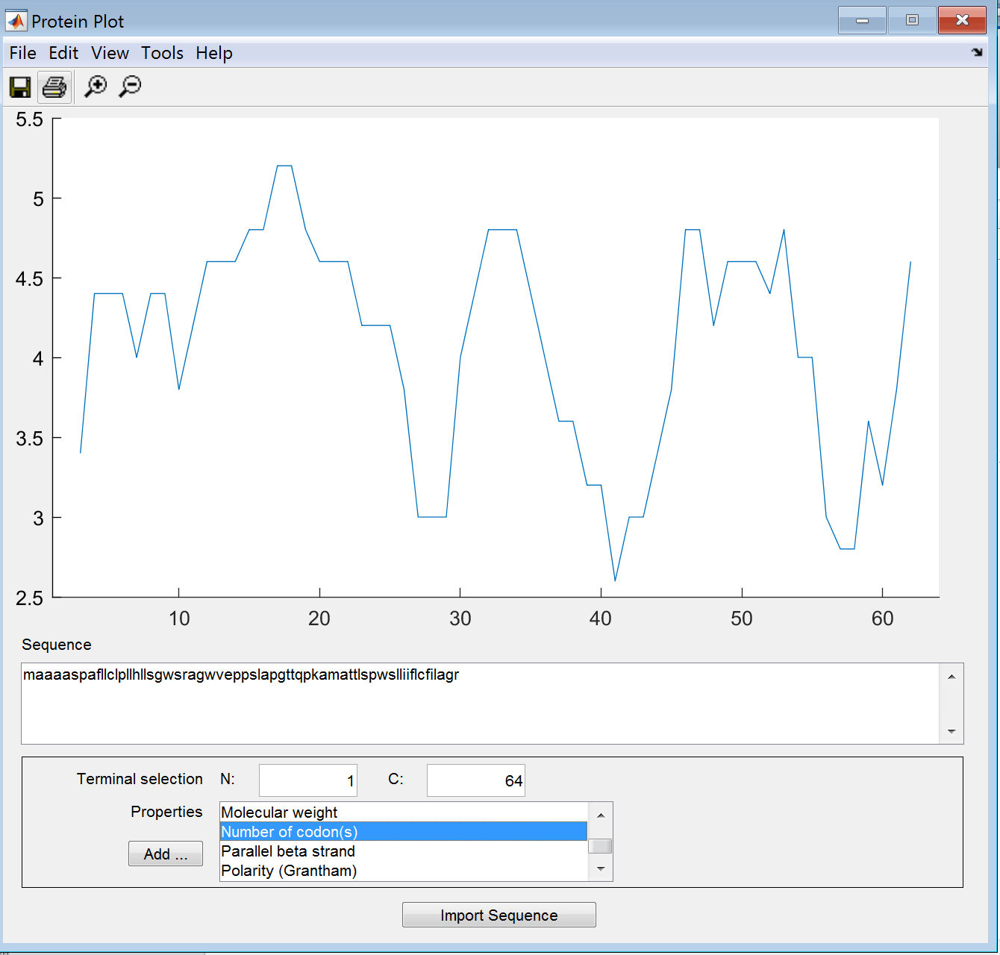 Protein Plot
File Edit View Tools Help
5.5
5
4.5
4
3.5
3
2.5
10 20 30 40 50 60
Sequence
maaaaspafllclpllhllsgwsragwveppslapgttqpkamattlspwslliiflcfilagr
Terminal selection N: 1 C: 64
Properties
Molecular weight
Number of codon(s)
Parallel beta strand
Polarity (Grantham)
Add ...
Import Sequence